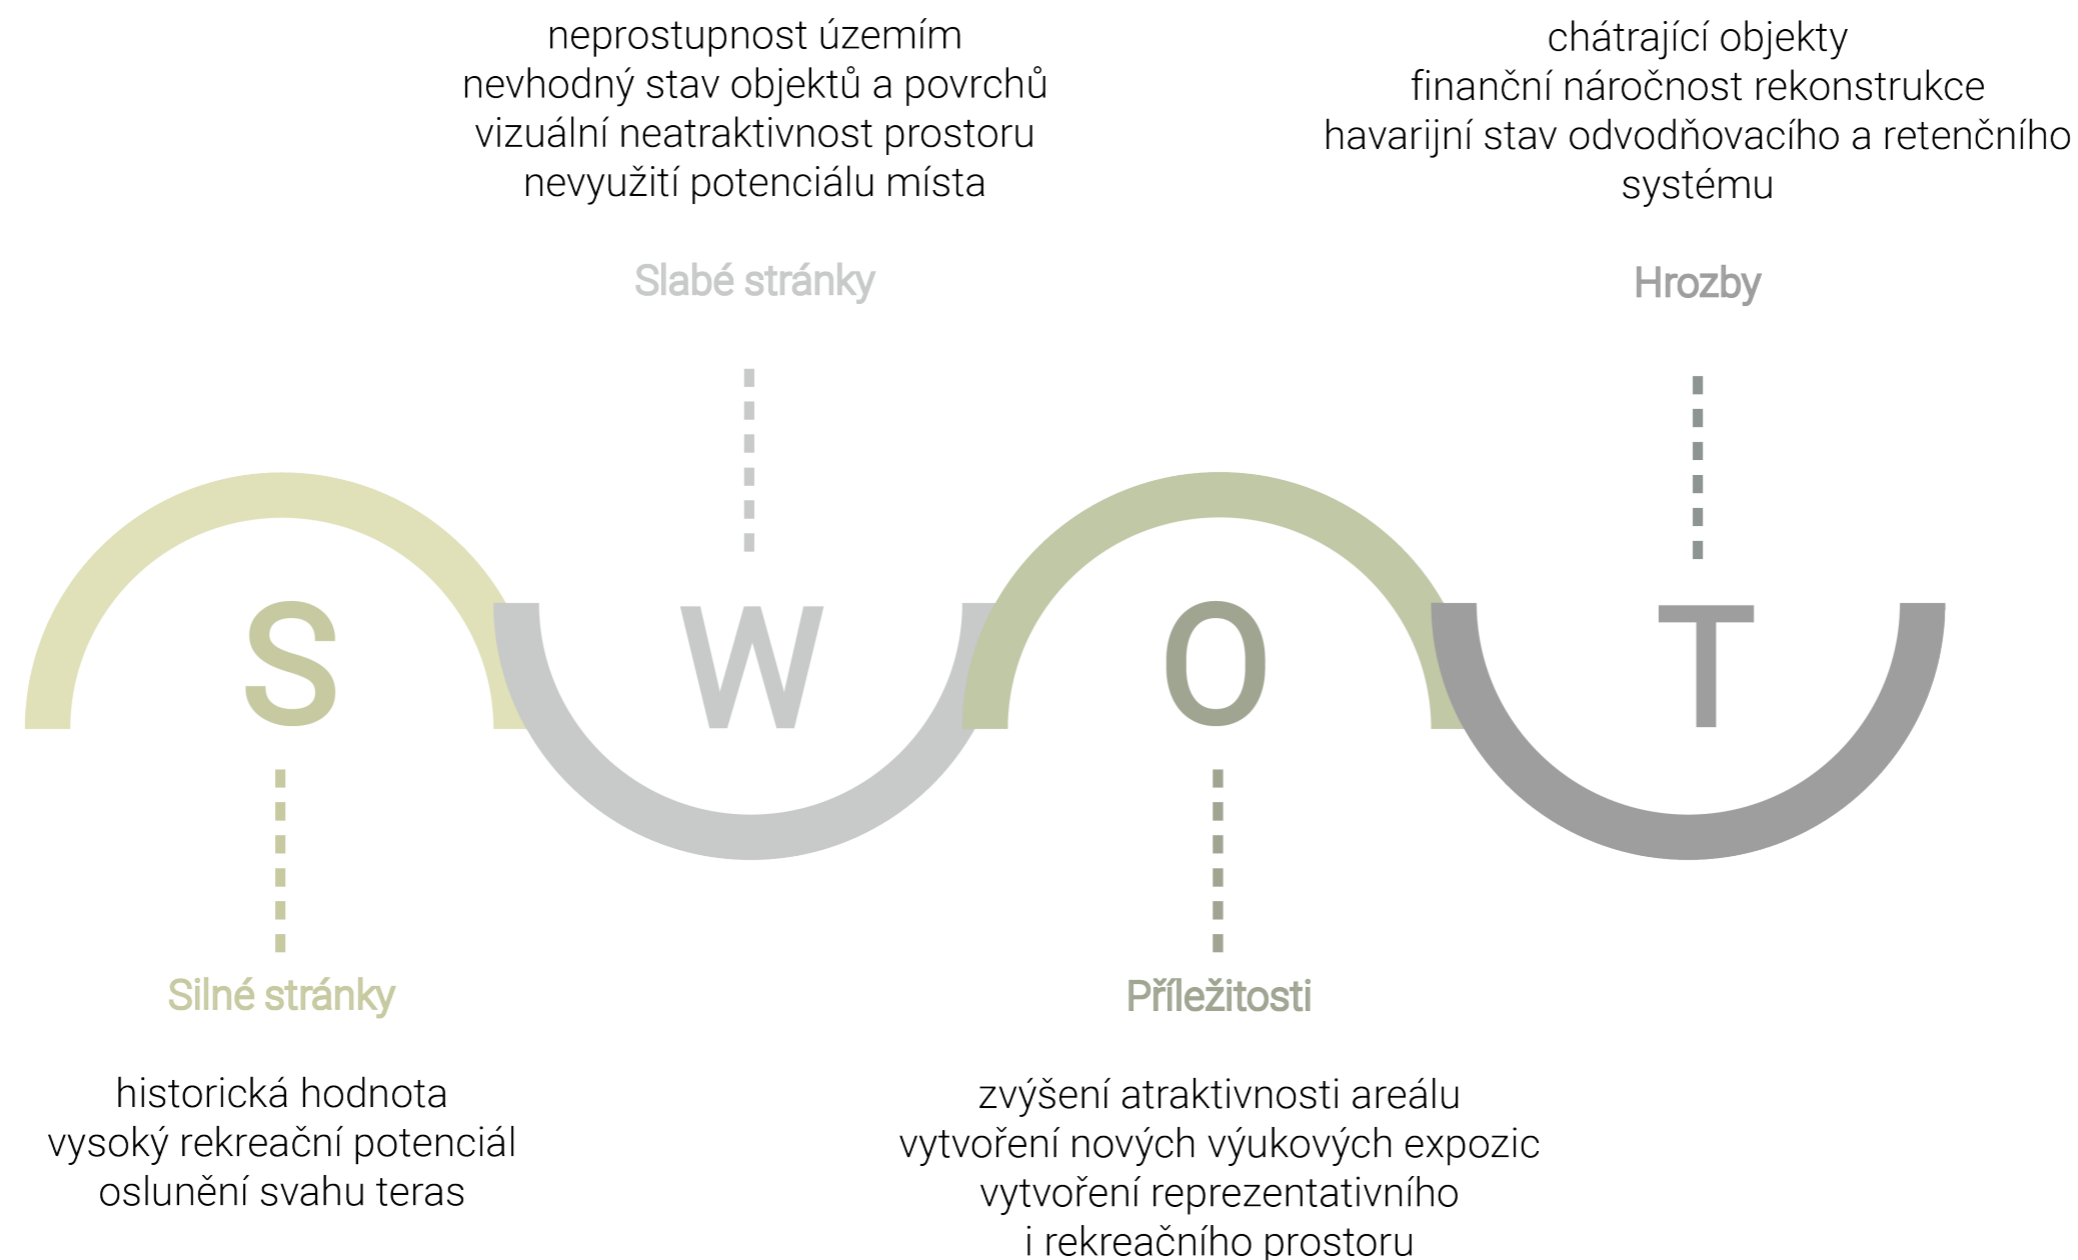 neprostupnost územím
nevhodný stav objektů a povrchů
vizuální neatraktivnost prostoru
nevyužití potenciálu místa
Slabé stránky
chátrající objekty
finanční náročnost rekonstrukce
havarijní stav odvodňovacího a retenčního
systému
Hrozby
S
W
O
T
Silné stránky
historická hodnota
vysoký rekreační potenciál
oslunění svahu teras
Příležitosti
zvýšení atraktivnosti areálu
vytvoření nových výukových expozic
vytvoření reprezentativního
i rekreačního prostoru